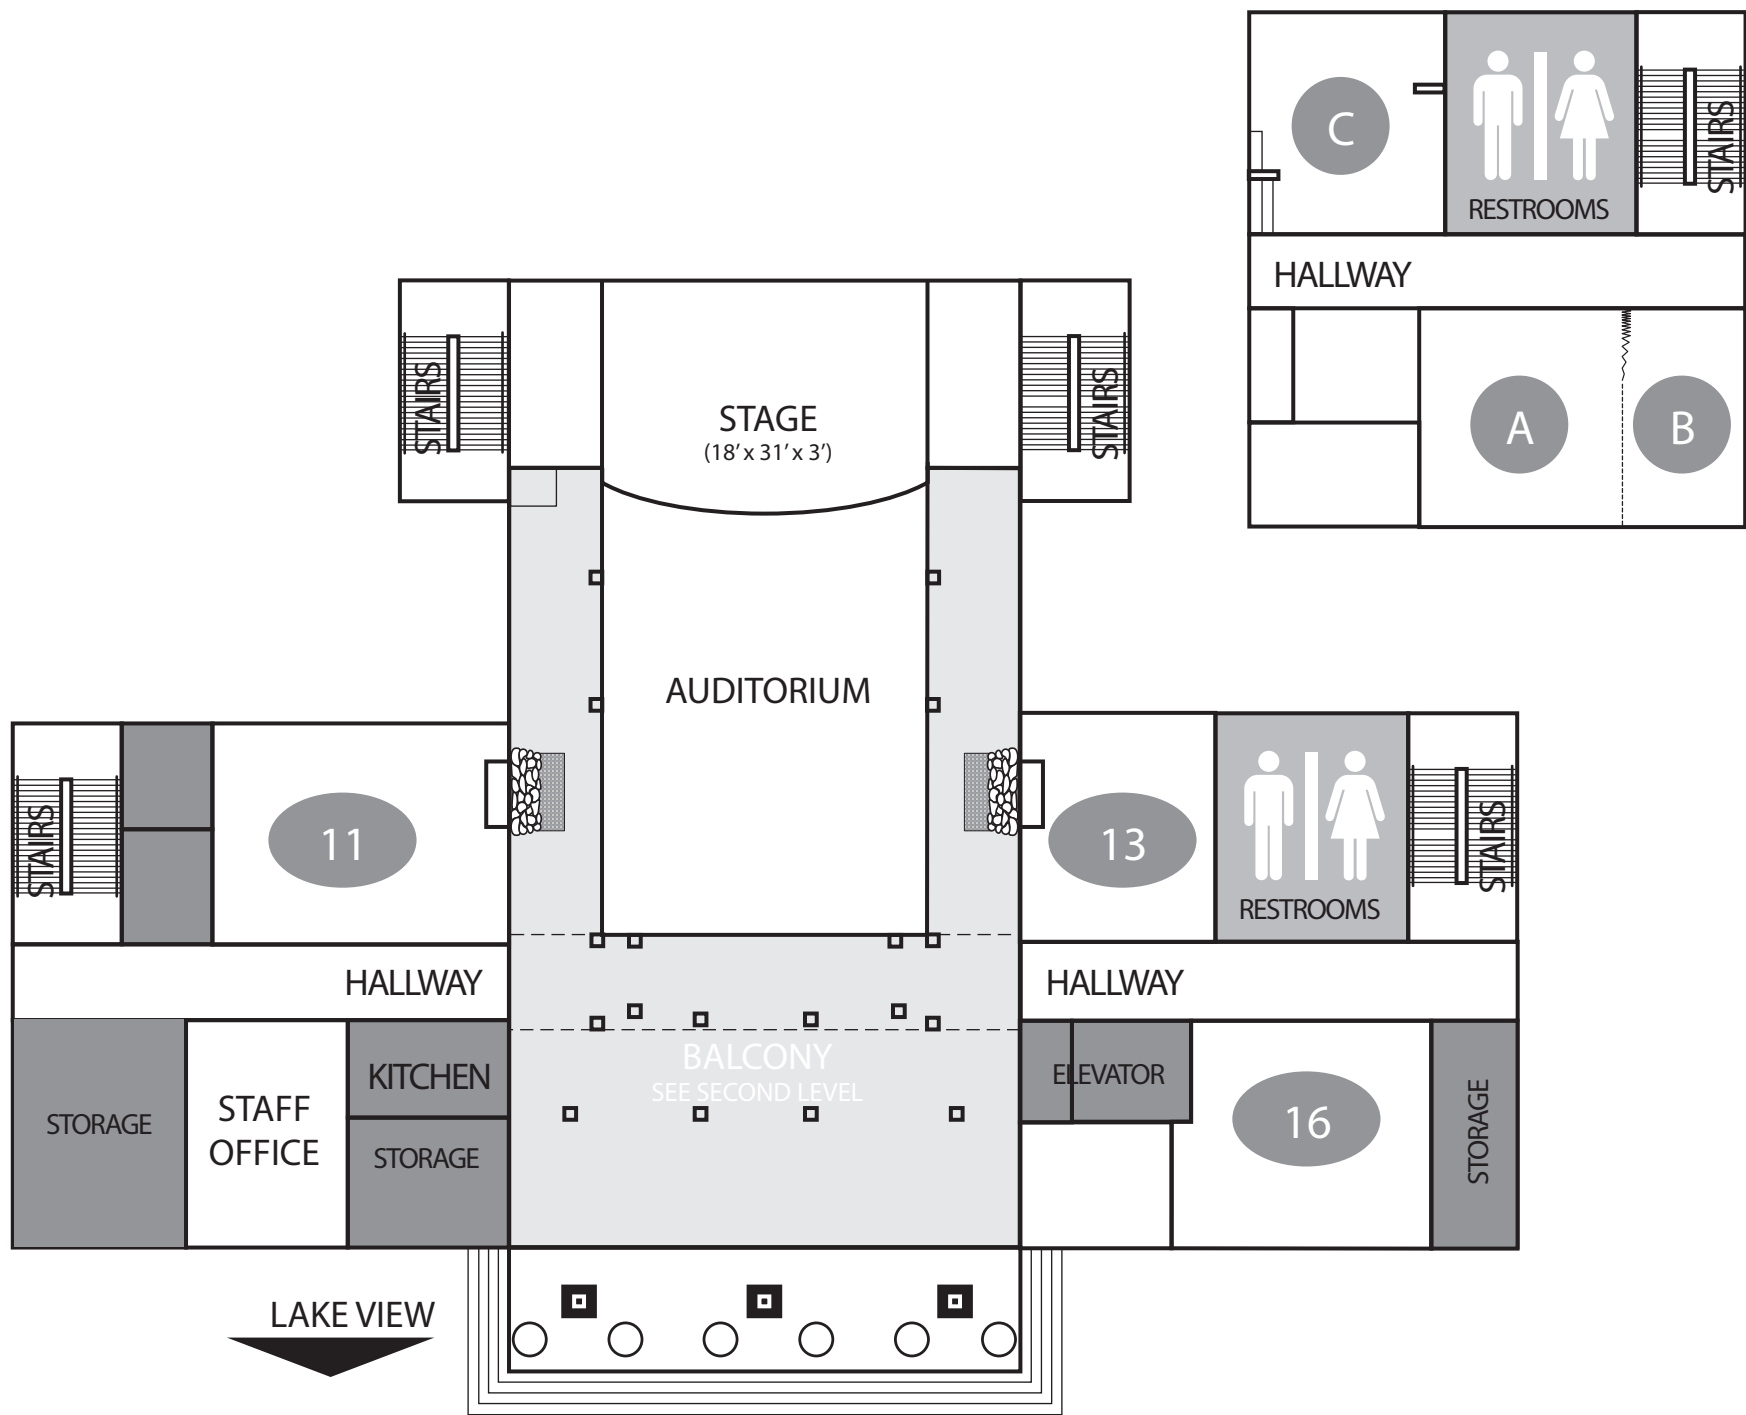 C
STAIRS
RESTROOMS
HALLWAY
A
B
STAIRS
STAGE
(18’ x 31’ x 3’)
STAIRS
AUDITORIUM
STAIRS
11
13
RESTROOMS
STAIRS
HALLWAY
HALLWAY
STORAGE
STAFF
OFFICE
KITCHEN
STORAGE
BALCONY
SEE SECOND LEVEL
ELEVATOR
16
STORAGE
LAKE VIEW